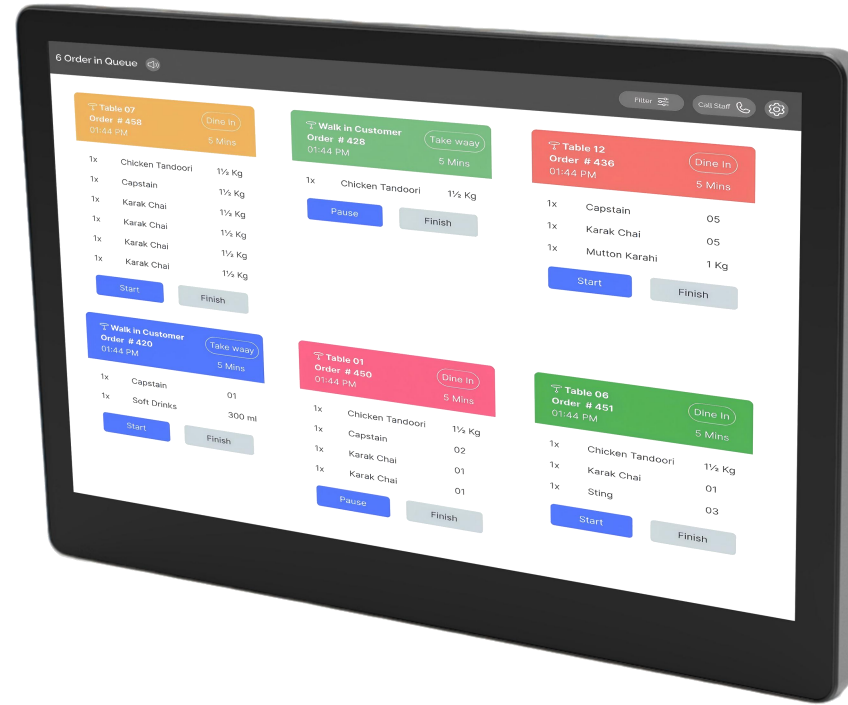 6 Order in Queue
Filter
Call Staff
Table 07
Order # 458
01:44 PM
Dine In
5 Mins
1x Chicken Tandoori 1½ Kg
1x Capstain 1½ Kg
1x Karak Chai 1½ Kg
1x Karak Chai 1½ Kg
1x Karak Chai 1½ Kg
1x Karak Chai 1½ Kg
Start Finish
Walk in Customer
Order # 428
01:44 PM
Take waay
5 Mins
1x Chicken Tandoori 1½ Kg
Pause Finish
Table 12
Order # 436
01:44 PM
Dine In
5 Mins
1x Capstain 05
1x Karak Chai 05
1x Mutton Karahi 1 Kg
Start Finish
Walk in Customer
Order # 420
01:44 PM
Take waay
5 Mins
1x Capstain 01
1x Soft Drinks 300 ml
Start Finish
Table 01
Order # 450
01:44 PM
Dine In
5 Mins
1x Chicken Tandoori 1½ Kg
1x Capstain 02
1x Karak Chai 01
1x Karak Chai 01
Pause Finish
Table 06
Order # 451
01:44 PM
Dine In
5 Mins
1x Chicken Tandoori 1½ Kg
1x Karak Chai 01
1x Sting 03
Start Finish